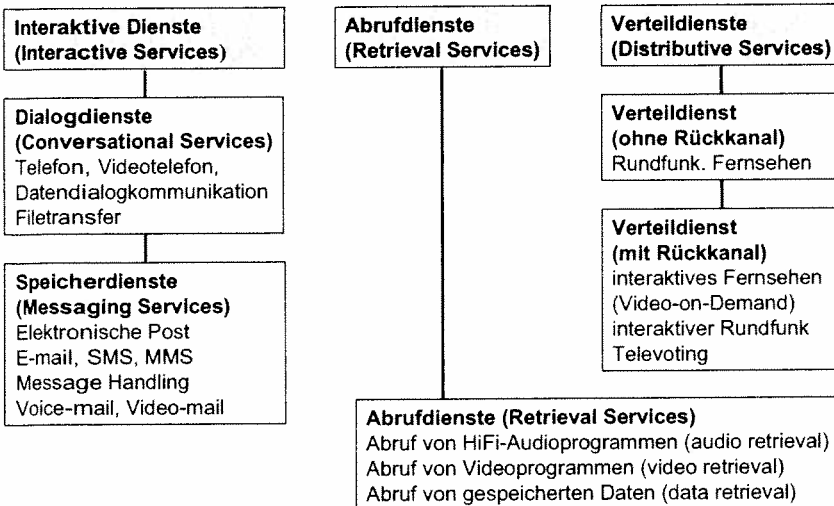 Interaktive Dienste
(Interactive Services)
Dialogdienste
(Conversational Services)
Telefon, Videotelefon,
Datendialogkommunikation
Filetransfer
Speicherdienste
(Messaging Services)
Elektronische Post
E-mail, SMS, MMS
Message Handling
Voice-mail, Video-mail
Abrufdienste
(Retrieval Services)
Abrufdienste (Retrieval Services)
Abruf von HiFi-Audioprogrammen (audio retrieval)
Abruf von Videoprogrammen (video retrieval)
Abruf von gespeicherten Daten (data retrieval)
Verteildienste
(Distributive Services)
Verteildienst
(ohne Rückkanal)
Rundfunk. Fernsehen
Verteildienst
(mit Rückkanal)
interaktives Fernsehen
(Video-on-Demand)
interaktiver Rundfunk
Televoting